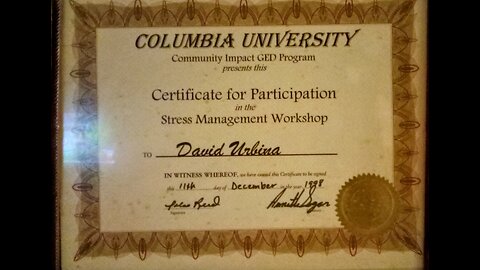 COLUMBIA UNIVERSITY
Community Impact GED Program
presents this
Certificate for Participation
in the
Stress Management Workshop
TO David Urbina
IN WITNESS WHEREOF, we have caused this Certificate to be signed
this 11th day of December in the year 1998
Signature